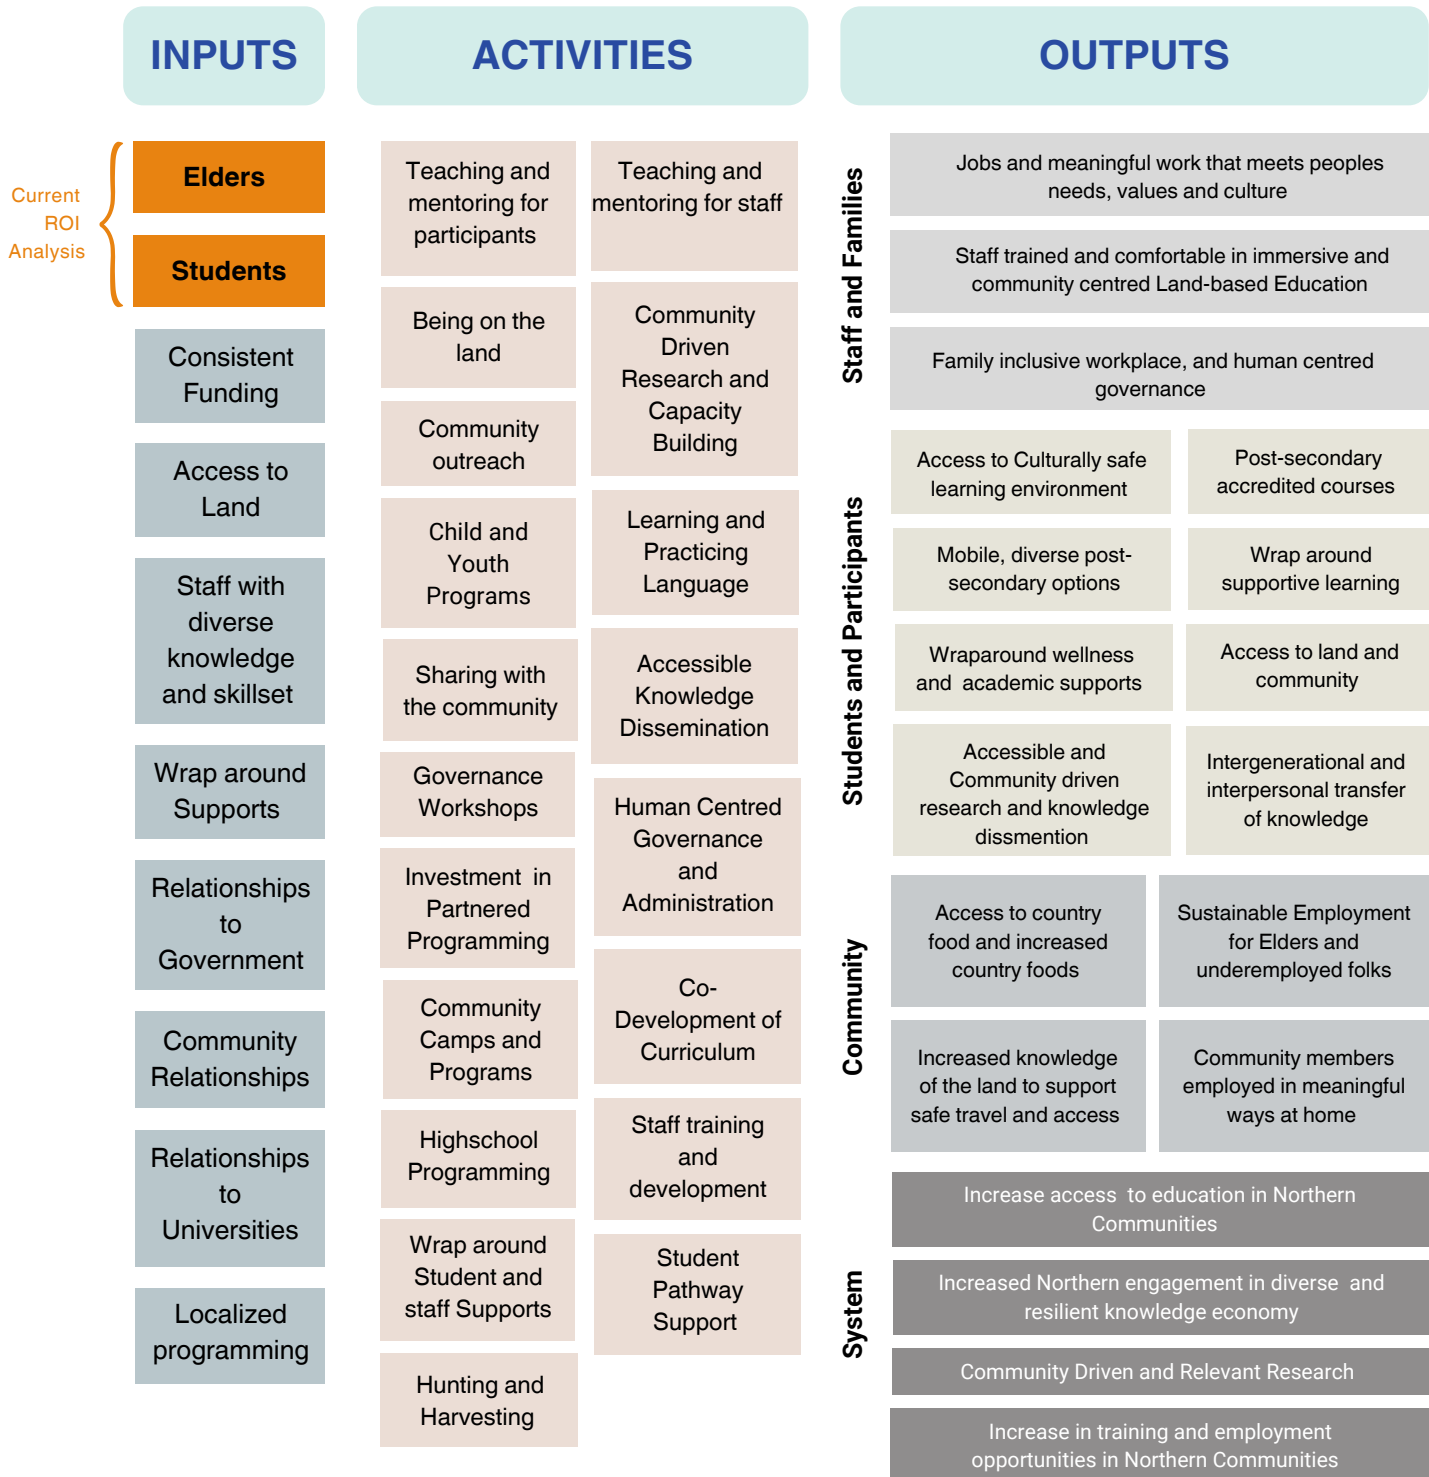 INPUTS
ACTIVITIES
OUTPUTS
Current
ROI
Analysis
Elders
Students
Consistent
Funding
Access to
Land
Staff with
diverse
knowledge
and skillset
Wrap around
Supports
Relationships
to
Government
Community
Relationships
Relationships
to
Universities
Localized
programming
Teaching and
mentoring for
participants
Being on the
land
Community
outreach
Child and
Youth
Programs
Sharing with
the community
Governance
Workshops
Investment in
Partnered
Programming
Community
Camps and
Programs
Highschool
Programming
Wrap around
Student and
staff Supports
Hunting and
Harvesting
Teaching and
mentoring for staff
Community
Driven
Research and
Capacity
Building
Learning and
Practicing
Language
Accessible
Knowledge
Dissemination
Human Centred
Governance
and
Administration
Co-
Development of
Curriculum
Staff training
and
development
Student
Pathway
Support
Staff and Families
Jobs and meaningful work that meets peoples
needs, values and culture
Staff trained and comfortable in immersive and
community centred Land-based Education
Family inclusive workplace, and human centred
governance
Students and Participants
Access to Culturally safe
learning environment
Post-secondary
accredited courses
Mobile, diverse post-
secondary options
Wrap around
supportive learning
Wraparound wellness
and academic supports
Access to land and
community
Accessible and
Community driven
research and knowledge
dissmention
Intergenerational and
interpersonal transfer
of knowledge
Community
Access to country
food and increased
country foods
Sustainable Employment
for Elders and
underemployed folks
Increased knowledge
of the land to support
safe travel and access
Community members
employed in meaningful
ways at home
System
Increase access to education in Northern
Communities
Increased Northern engagement in diverse and
resilient knowledge economy
Community Driven and Relevant Research
Increase in training and employment
opportunities in Northern Communities